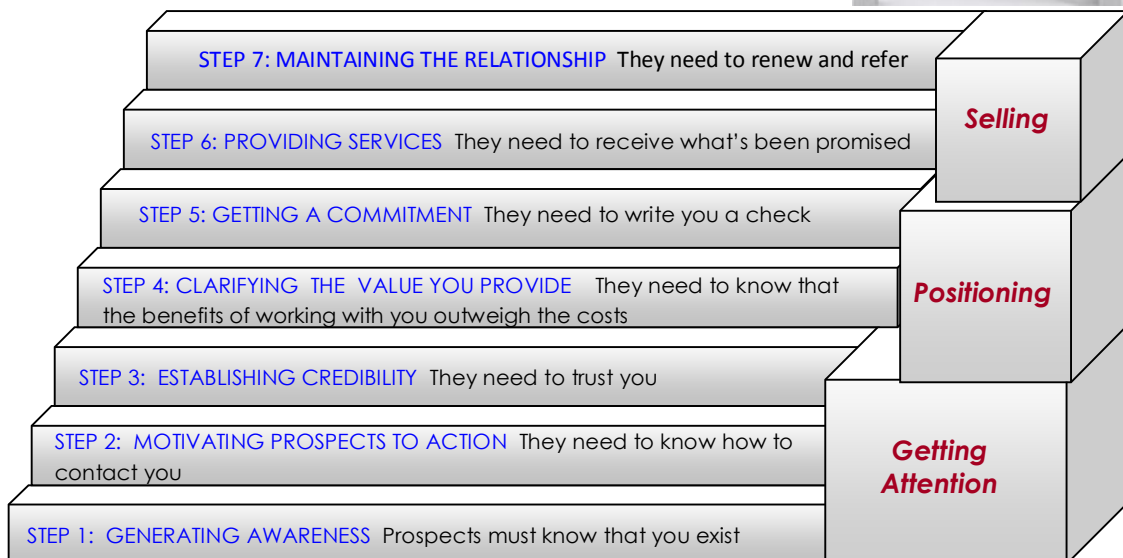 STEP 7: MAINTAINING THE RELATIONSHIP They need to renew and refer
Selling
STEP 6: PROVIDING SERVICES They need to receive what’s been promised
STEP 5: GETTING A COMMITMENT They need to write you a check
STEP 4: CLARIFYING THE VALUE YOU PROVIDE They need to know that
the benefits of working with you outweigh the costs
Positioning
STEP 3: ESTABLISHING CREDIBILITY They need to trust you
STEP 2: MOTIVATING PROSPECTS TO ACTION They need to know how to
contact you
Getting
Attention
STEP 1: GENERATING AWARENESS Prospects must know that you exist